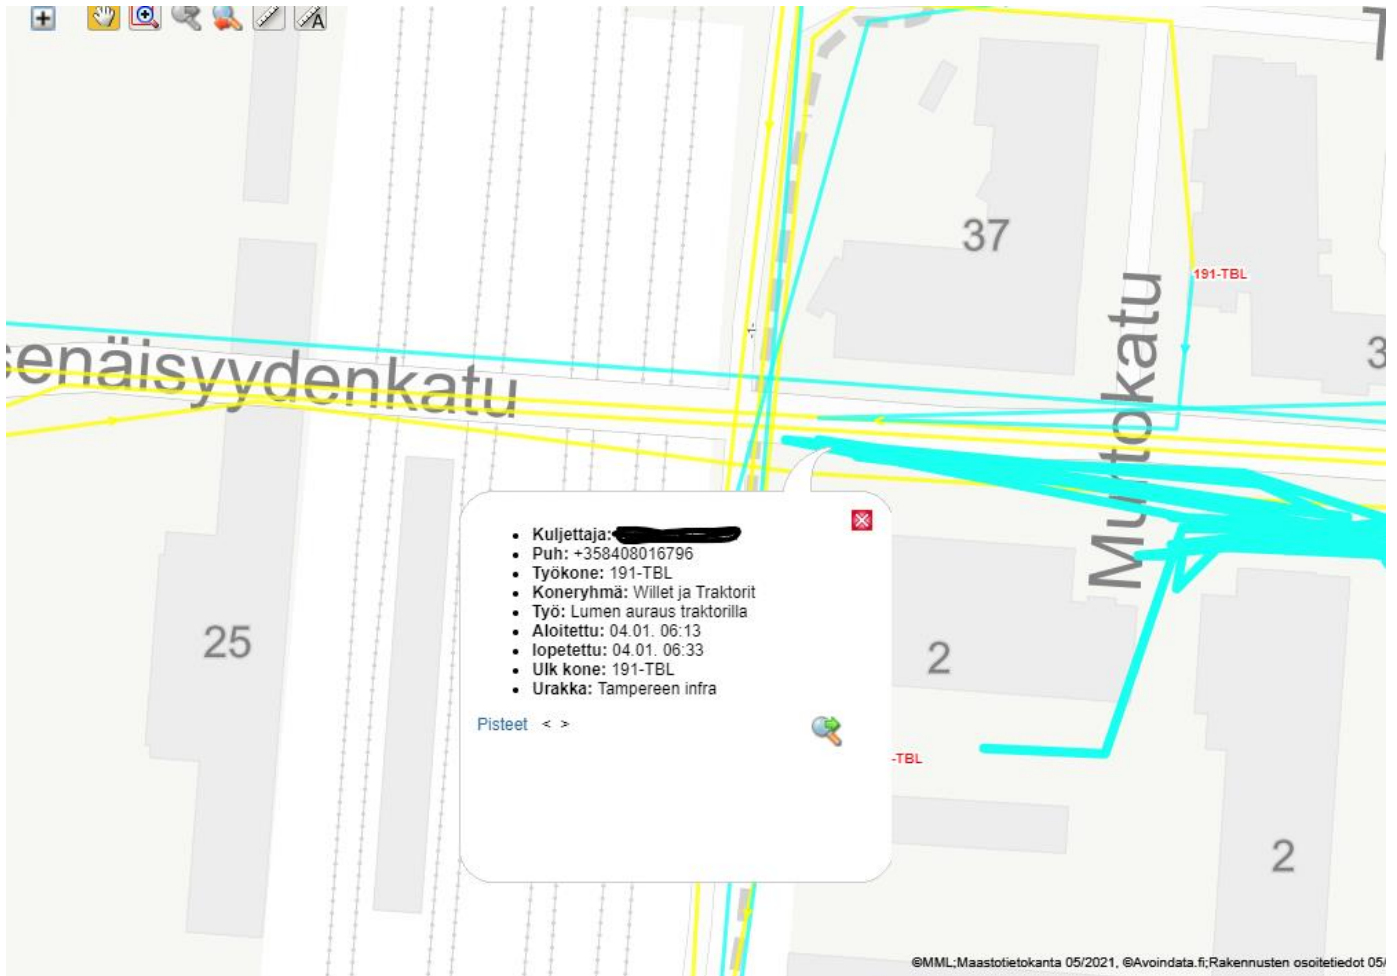 A
T
37
191-TBL
-1-
senäisyydenkatu
3
Murtokatu
Kuljettaja:
Puh: +358408016796
Työkone: 191-TBL
Koneryhmä: Willet ja Traktorit
Työ: Lumen auraus traktorilla
Aloitettu: 04.01. 06:13
lopetettu: 04.01. 06:33
Ulk kone: 191-TBL
Urakka: Tampereen infra
Pisteet < >
25
2
-TBL
2
©MML;Maastotietokanta 05/2021, ©Avoindata.fi;Rakennusten osoitetiedot 05/